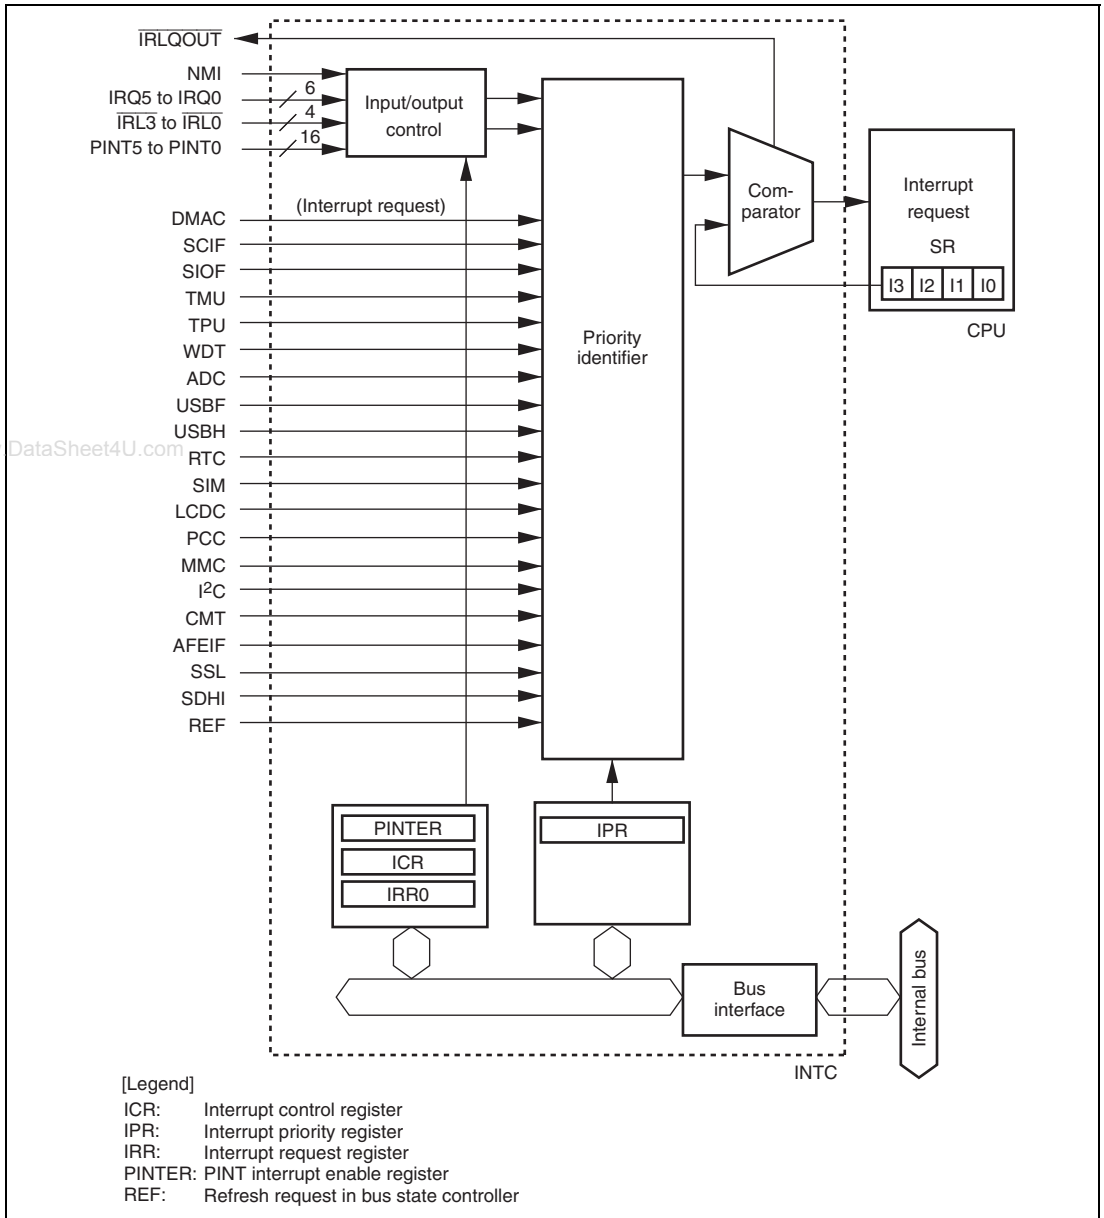 IRLQOUT
NMI
IRQ5 to IRQ0 6
IRL3 to IRL0 4
PINT5 to PINT0 16
Input/output
control
(Interrupt request)
DMAC
SCIF
SIOF
TMU
TPU
WDT
ADC
USBF
USBH
.DataSheet4U.com
RTC
SIM
LCDC
PCC
MMC
I²C
CMT
AFEIF
SSL
SDHI
REF
Priority
identifier
Com-
parator
Interrupt
request
SR
I3 I2 I1 I0
CPU
PINTER
ICR
IRR0
IPR
Bus
interface
Internal bus
INTC
[Legend]
ICR: Interrupt control register
IPR: Interrupt priority register
IRR: Interrupt request register
PINTER: PINT interrupt enable register
REF: Refresh request in bus state controller